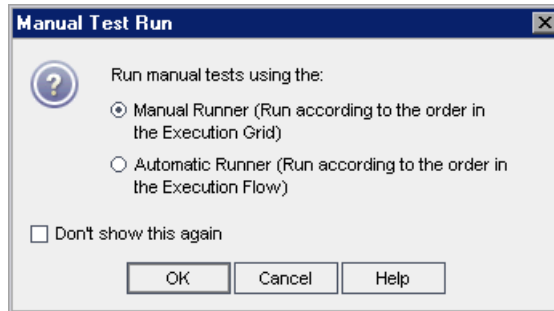 Manual Test Run
Run manual tests using the:
Manual Runner (Run according to the order in
the Execution Grid)
Automatic Runner (Run according to the order in
the Execution Flow)
Don't show this again
OK Cancel Help